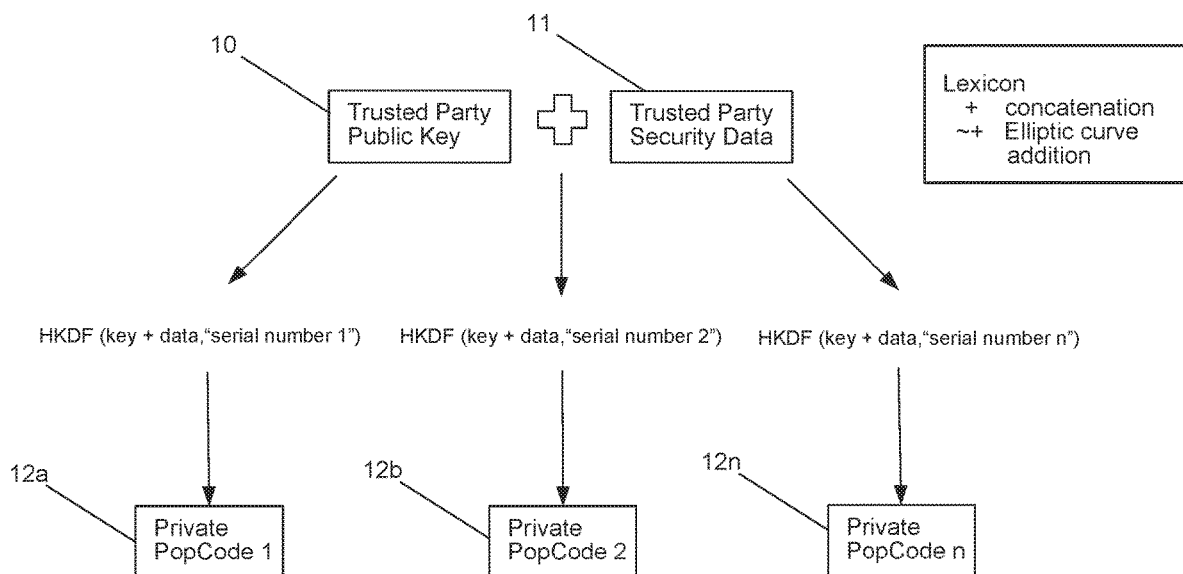 10
11
Trusted Party
Public Key
Trusted Party
Security Data
Lexicon
+ concatenation
~+ Elliptic curve
addition
HKDF (key + data,“serial number 1”)
HKDF (key + data,“serial number 2”)
HKDF (key + data,“serial number n”)
12a
12b
12n
Private
PopCode 1
Private
PopCode 2
Private
PopCode n